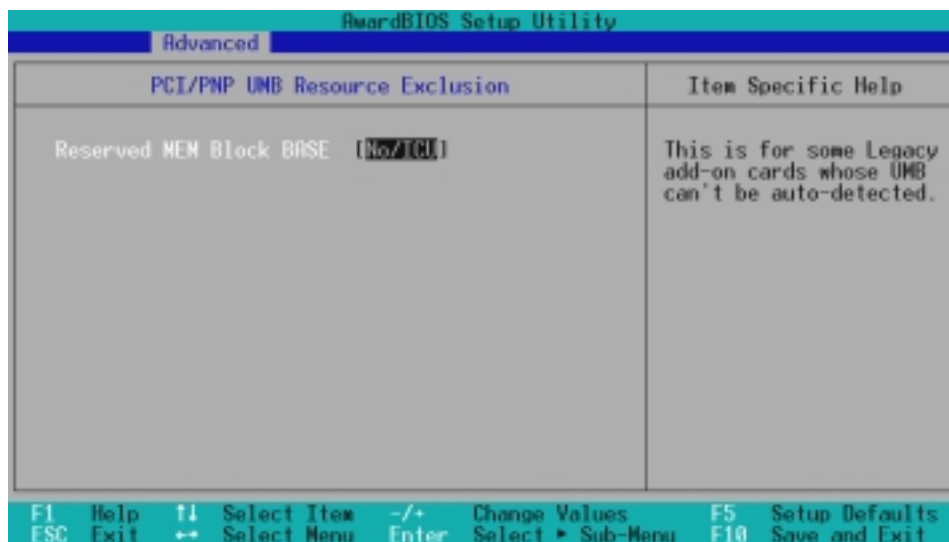 AwardBIOS Setup Utility
Advanced
PCI/PNP UMB Resource Exclusion
Item Specific Help
Reserved MEM Block BASE [No/ICU]
This is for some Legacy
add-on cards whose UMB
can't be auto-detected.
F1 Help ↑↓ Select Item -/+ Change Values F5 Setup Defaults
ESC Exit ←→ Select Menu Enter Select ► Sub-Menu F10 Save and Exit